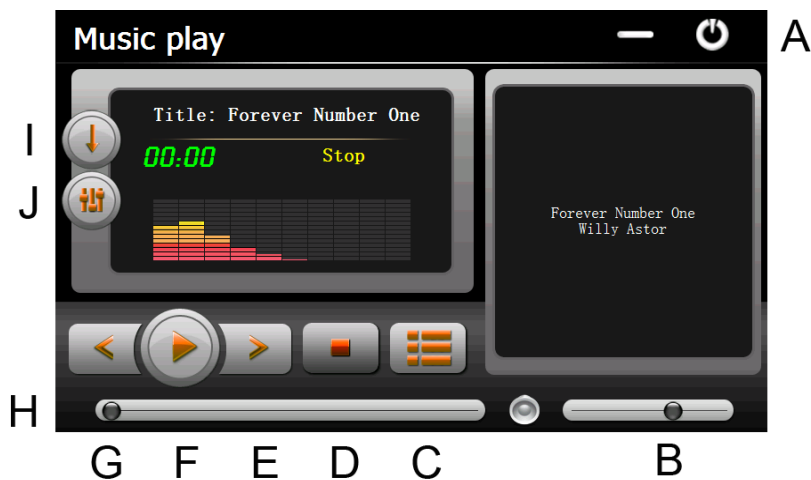 Music play
A
Title: Forever Number One
I
00:00
Stop
J
Forever Number One
Willy Astor
H
G
F
E
D
C
B